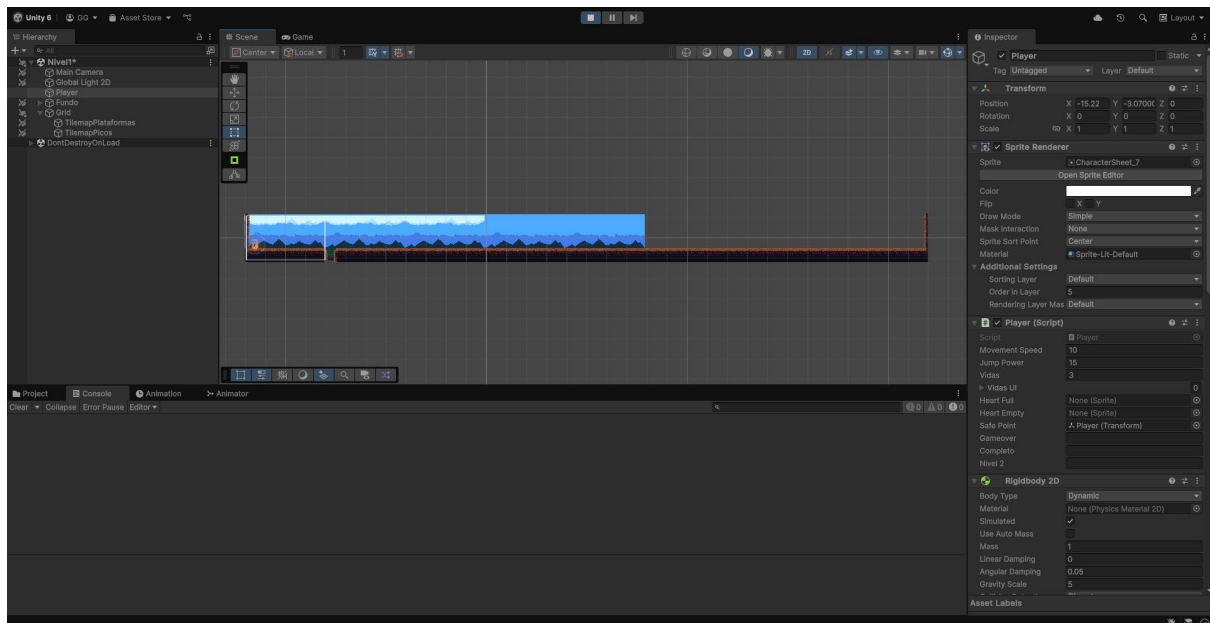 Unity 6 GG Asset Store Layout
Hierarchy
All
Nivel1*
Main Camera
Global Light 2D
Player
Fundo
Grid
TilemapPlataformas
TilemapPicos
DontDestroyOnLoad
Scene Game
Center Local 1 2D
Project Console Animation Animator
Clear Collapse Error Pause Editor 0 0 0
Inspector
Player Static
Tag Untagged Layer Default
Transform
Position X -15.22 Y -3.0700( Z 0
Rotation X 0 Y 0 Z 0
Scale X 1 Y 1 Z 1
Sprite Renderer
Sprite CharacterSheet_7
Open Sprite Editor
Color
Flip X Y
Draw Mode Simple
Mask Interaction None
Sprite Sort Point Center
Material Sprite-Lit-Default
Additional Settings
Sorting Layer Default
Order in Layer 5
Rendering Layer Mas Default
Player (Script)
Script Player
Movement Speed 10
Jump Power 15
Vidas 3
Vidas UI 0
Heart Full None (Sprite)
Heart Empty None (Sprite)
Safe Point Player (Transform)
Gameover
Completo
Nivel 2
Rigidbody 2D
Body Type Dynamic
Material None (Physics Material 2D)
Simulated
Use Auto Mass
Mass 1
Linear Damping 0
Angular Damping 0.05
Gravity Scale 5
Asset Labels